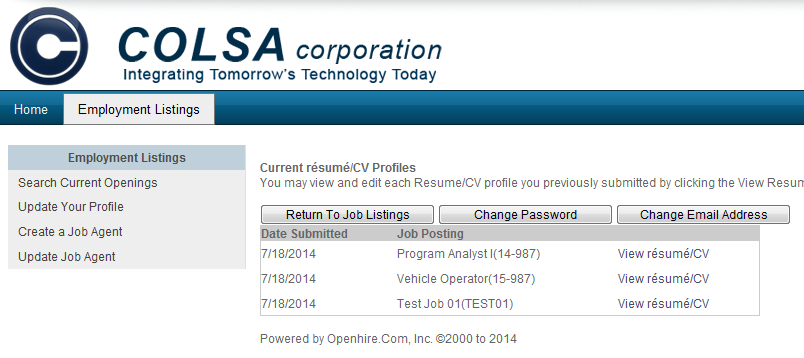 C COLSA corporation
Integrating Tomorrow's Technology Today
Home Employment Listings
Employment Listings
Search Current Openings
Update Your Profile
Create a Job Agent
Update Job Agent
Current résumé/CV Profiles
You may view and edit each Resume/CV profile you previously submitted by clicking the View Resum
Return To Job Listings Change Password Change Email Address
Date Submitted Job Posting
7/18/2014 Program Analyst I(14-987) View résumé/CV
7/18/2014 Vehicle Operator(15-987) View résumé/CV
7/18/2014 Test Job 01(TEST01) View résumé/CV
Powered by Openhire.Com, Inc. ©2000 to 2014